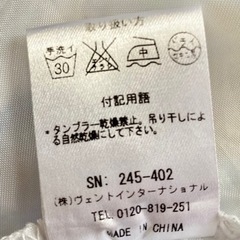 取り扱い方
手洗イ
30
中
付記用語
*タンブラー乾燥禁止。吊り干しによ
る自然乾燥にして下さい。
SN: 245-402
(株)ヴェントインターナショナル
TEL 0120-819-251
MADE IN CHINA